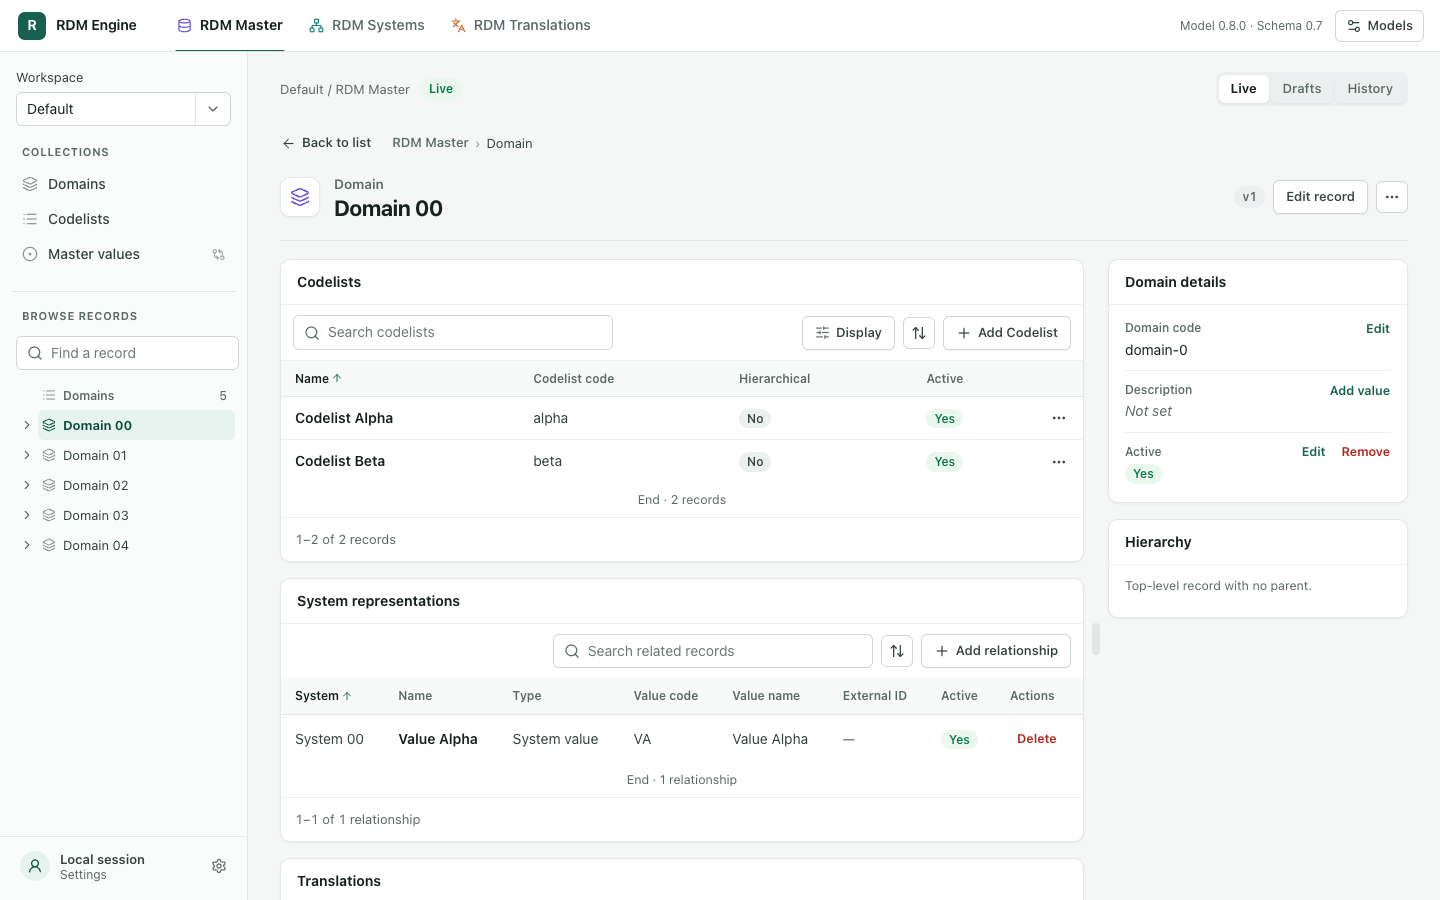 R RDM Engine RDM Master RDM Systems RDM Translations Model 0.8.0 · Schema 0.7 Models
Workspace
Default
COLLECTIONS
Domains
Codelists
Master values
BROWSE RECORDS
Find a record
Domains 5
Domain 00
Domain 01
Domain 02
Domain 03
Domain 04
Local session
Settings
Default / RDM Master Live Live Drafts History
Back to list RDM Master › Domain
Domain
Domain 00
v1 Edit record
Codelists
Search codelists Display Add Codelist
Name Codelist code Hierarchical Active
Codelist Alpha alpha No Yes
Codelist Beta beta No Yes
End · 2 records
1–2 of 2 records
System representations
Search related records Add relationship
System Name Type Value code Value name External ID Active Actions
System 00 Value Alpha System value VA Value Alpha — Yes Delete
End · 1 relationship
1–1 of 1 relationship
Translations
Domain details
Domain code Edit
domain-0
Description Add value
Not set
Active Edit Remove
Yes
Hierarchy
Top-level record with no parent.